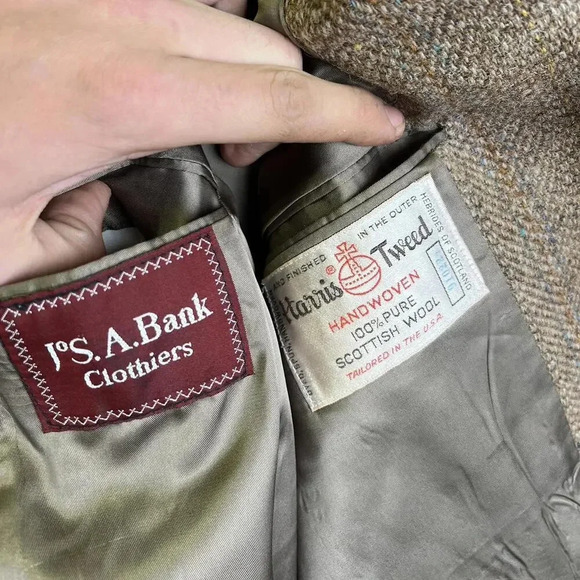 JoS. A. Bank
Clothiers
AND FINISHED IN THE OUTER HEBRIDES OF SCOTLAND
®
Harris Tweed
HANDWOVEN
100% PURE
SCOTTISH WOOL
TAILORED IN THE U.S.A.